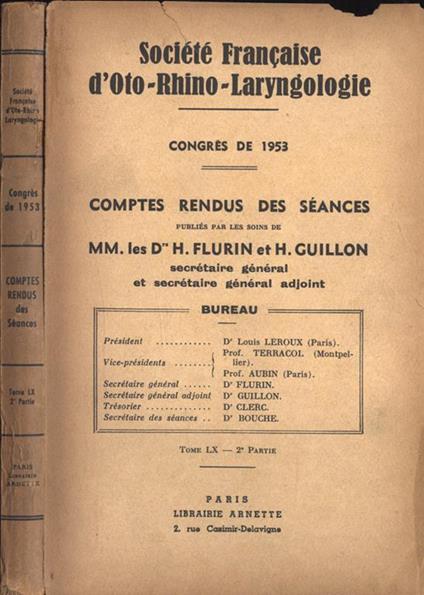 Société
Française
d'Oto-Rhino
Laryngologie
Congrès
de 1953
COMPTES
RENDUS
des
Séances
Tome LX
2e Partie
PARIS
LIBRAIRIE
ARNETTE
Société Française
d'Oto-Rhino-Laryngologie
CONGRÈS DE 1953
COMPTES RENDUS DES SÉANCES
PUBLIÉS PAR LES SOINS DE
MM. les Drs H. FLURIN et H. GUILLON
secrétaire général
et secrétaire général adjoint
BUREAU
Président ............ Dr Louis LEROUX (Paris).
Vice-présidents ........ { Prof. TERRACOL (Montpel-
lier).
Prof. AUBIN (Paris).
Secrétaire général ...... Dr FLURIN.
Secrétaire général adjoint Dr GUILLON.
Trésorier .............. Dr CLERC.
Secrétaire des séances .. Dr BOUCHE.
TOME LX — 2e PARTIE
PARIS
LIBRAIRIE ARNETTE
2, rue Casimir-Delavigne